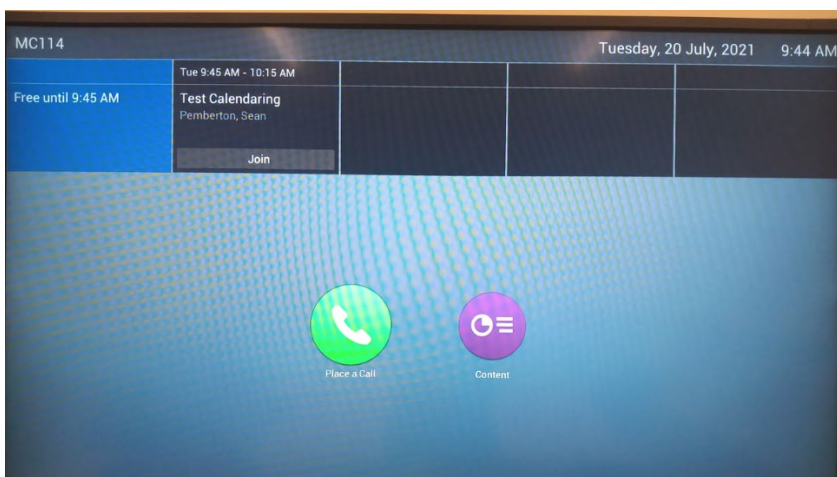 MC114
Tuesday, 20 July, 2021 9:44 AM
Free until 9:45 AM
Tue 9:45 AM - 10:15 AM
Test Calendaring
Pemberton, Sean
Join
Place a Call
Content